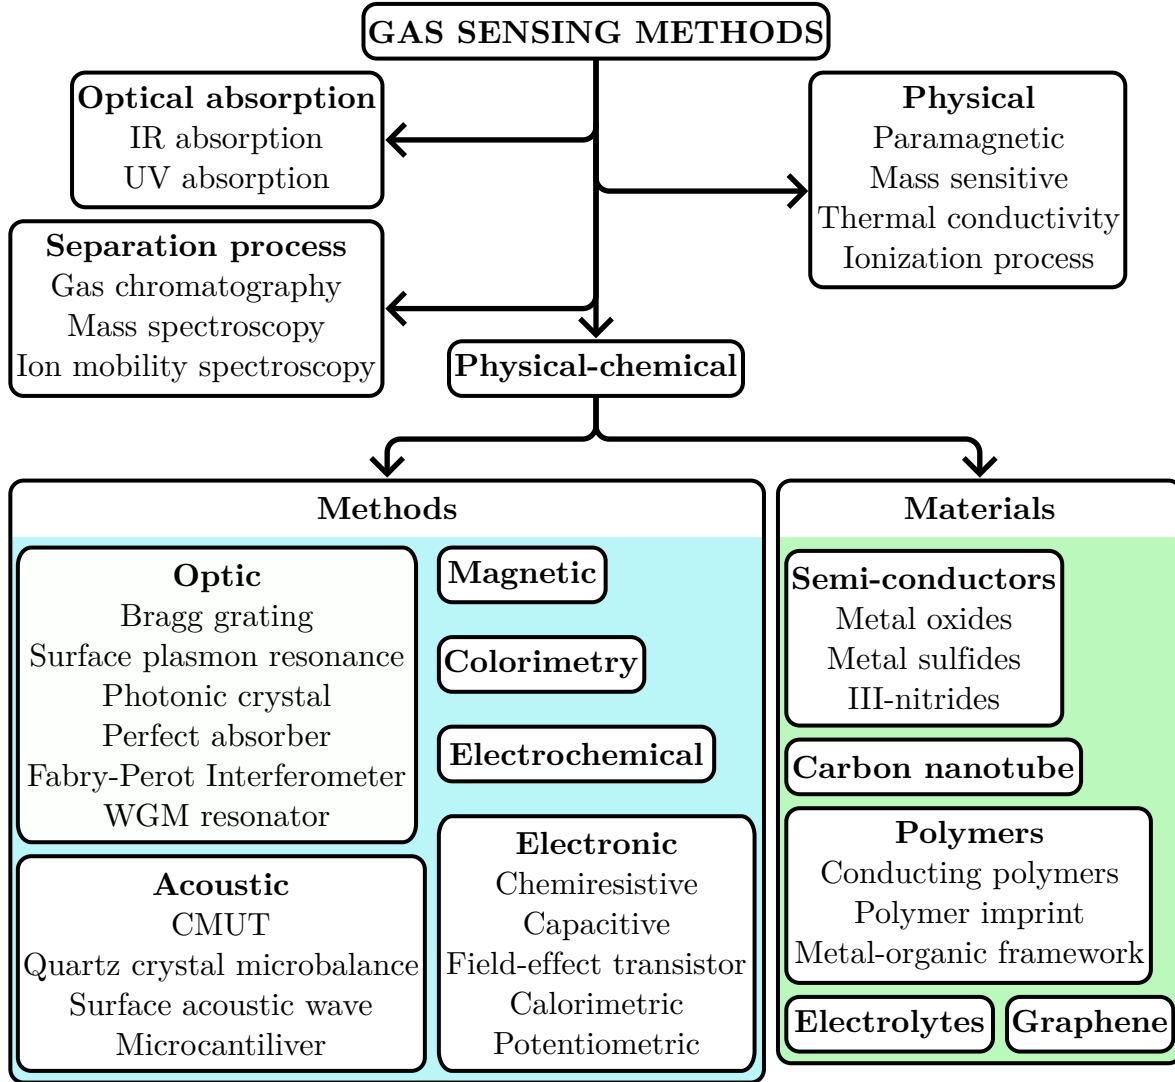 GAS SENSING METHODS
Optical absorption
IR absorption
UV absorption
Physical
Paramagnetic
Mass sensitive
Thermal conductivity
Ionization process
Separation process
Gas chromatography
Mass spectroscopy
Ion mobility spectroscopy
Physical-chemical
Methods
Optic
Bragg grating
Surface plasmon resonance
Photonic crystal
Perfect absorber
Fabry-Perot Interferometer
WGM resonator
Acoustic
CMUT
Quartz crystal microbalance
Surface acoustic wave
Microcantiliver
Magnetic
Colorimetry
Electrochemical
Electronic
Chemiresistive
Capacitive
Field-effect transistor
Calorimetric
Potentiometric
Materials
Semi-conductors
Metal oxides
Metal sulfides
III-nitrides
Carbon nanotube
Polymers
Conducting polymers
Polymer imprint
Metal-organic framework
Electrolytes
Graphene